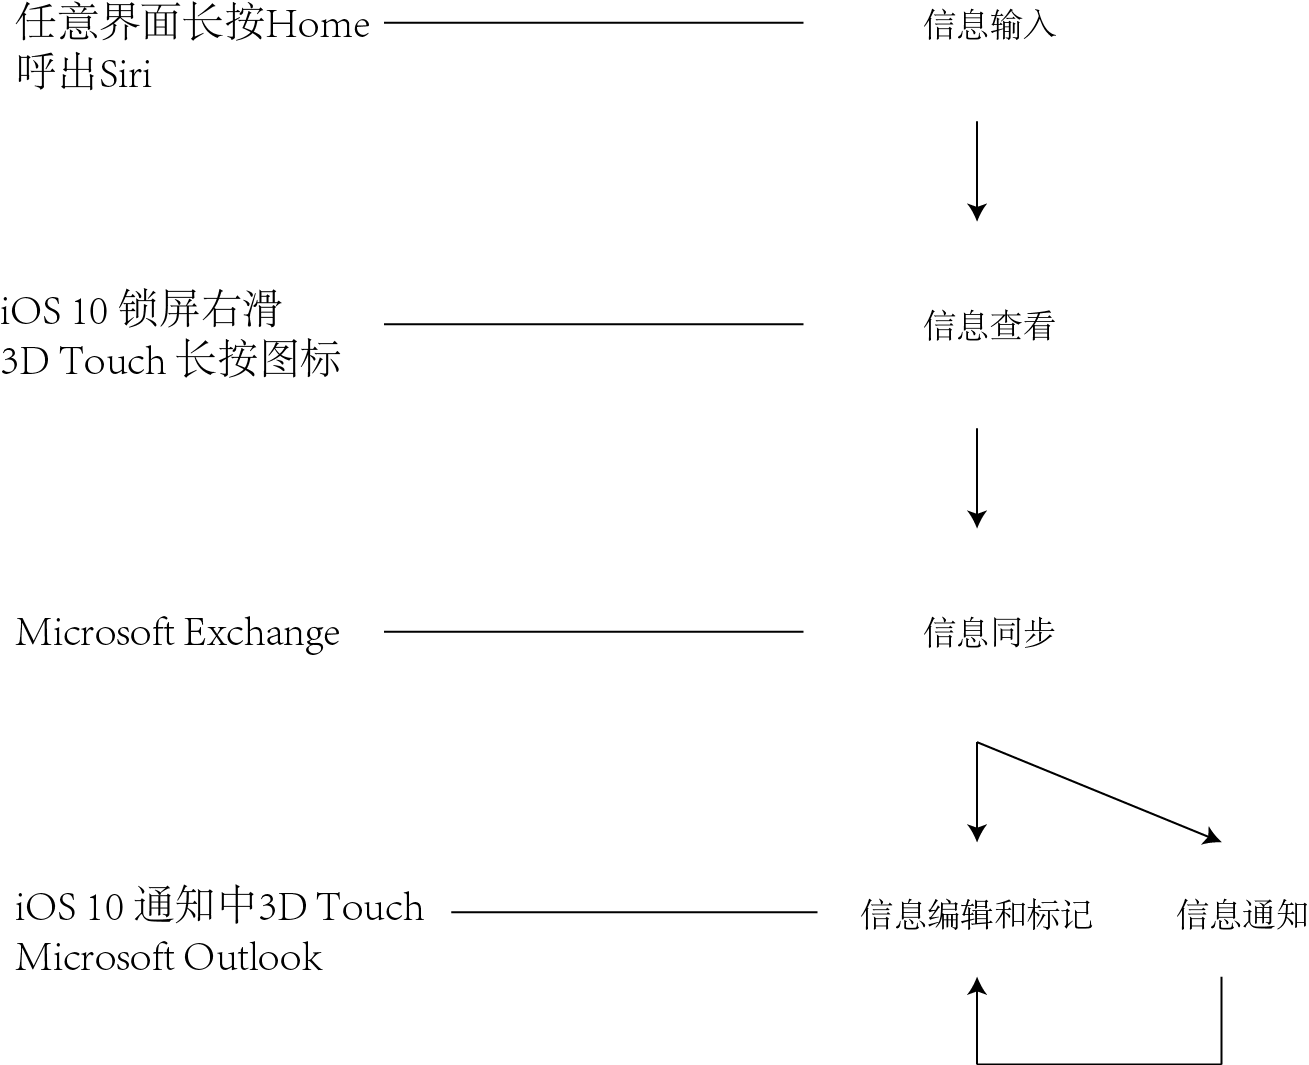 任意界面长按Home
呼出Siri
信息输入
iOS 10 锁屏右滑
3D Touch 长按图标
信息查看
Microsoft Exchange
信息同步
iOS 10 通知中3D Touch
Microsoft Outlook
信息编辑和标记
信息通知